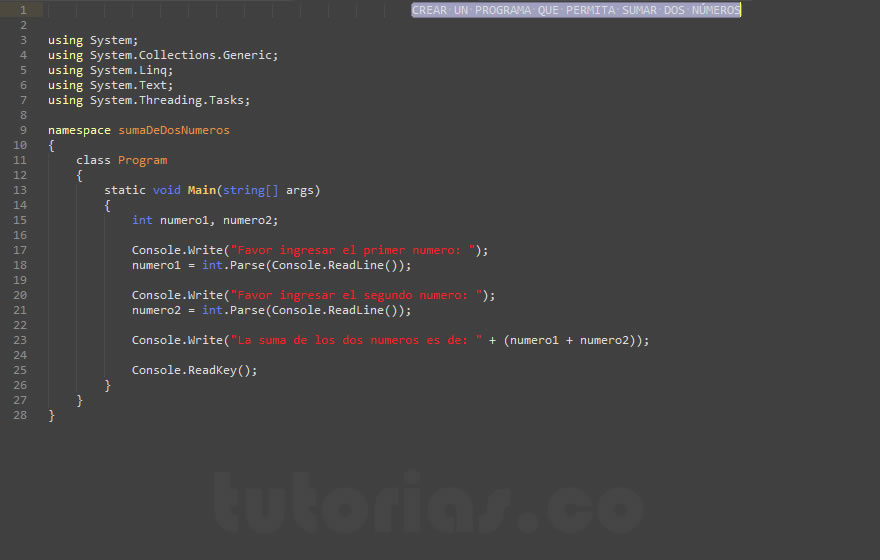 1 CREAR UN PROGRAMA QUE PERMITA SUMAR DOS NÚMEROS
2
3 using System;
4 using System.Collections.Generic;
5 using System.Linq;
6 using System.Text;
7 using System.Threading.Tasks;
8
9 namespace sumaDeDosNumeros
10 {
11 class Program
12 {
13 static void Main(string[] args)
14 {
15 int numero1, numero2;
16
17 Console.Write("Favor ingresar el primer numero: ");
18 numero1 = int.Parse(Console.ReadLine());
19
20 Console.Write("Favor ingresar el segundo numero: ");
21 numero2 = int.Parse(Console.ReadLine());
22
23 Console.Write("La suma de los dos numeros es de: " + (numero1 + numero2));
24
25 Console.ReadKey();
26 }
27 }
28 }
tutorias.co